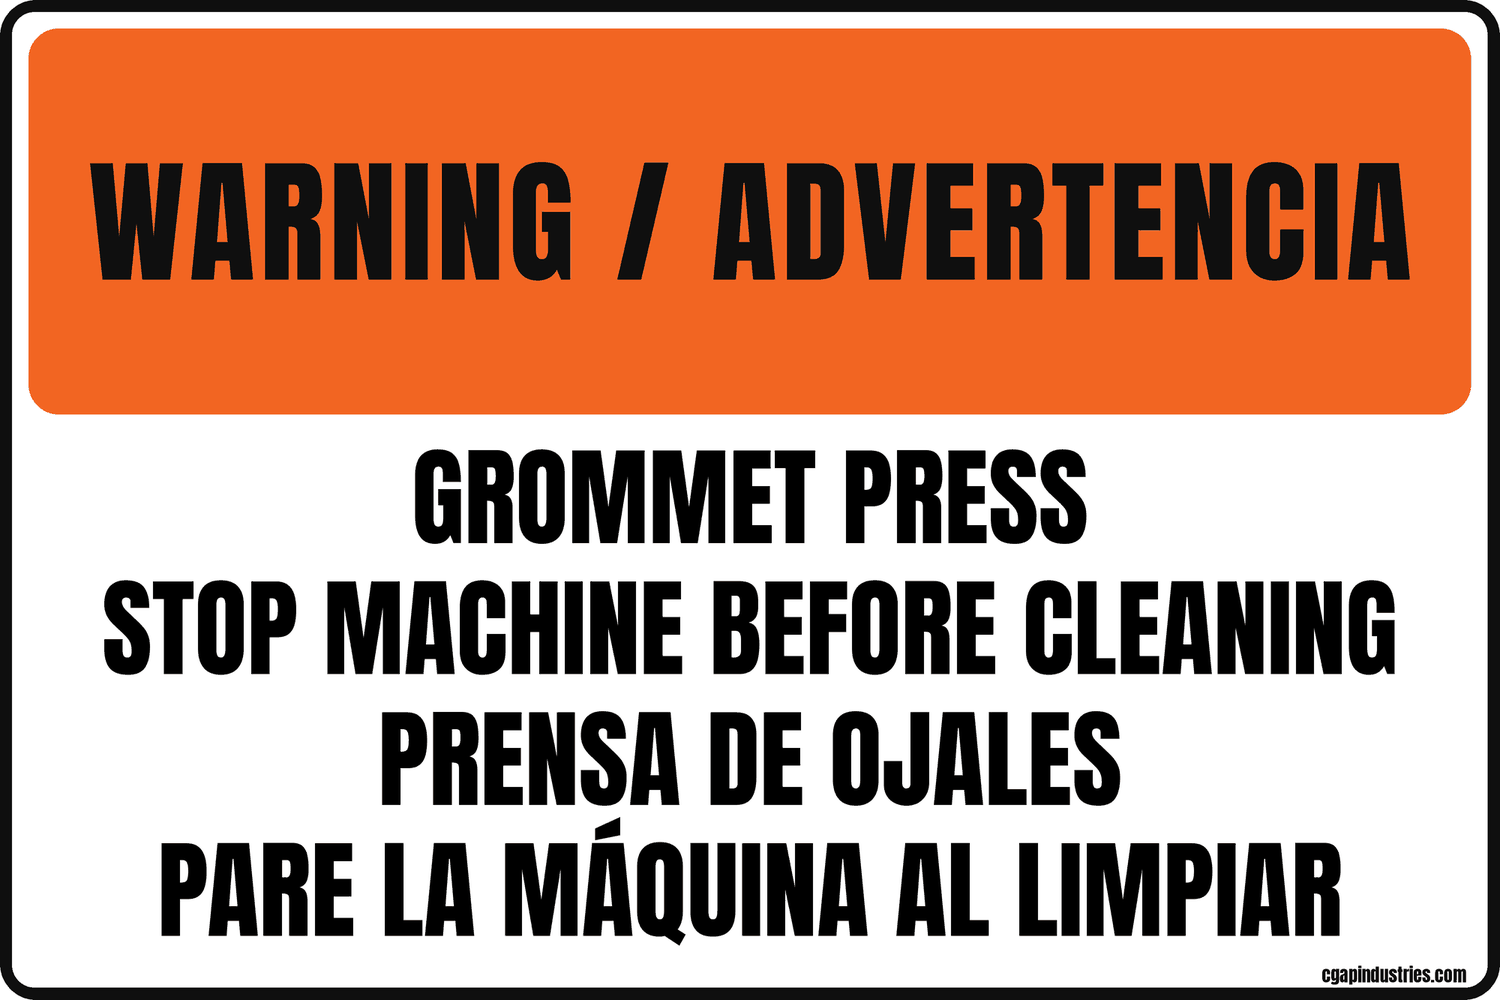 WARNING / ADVERTENCIA
GROMMET PRESS
STOP MACHINE BEFORE CLEANING
PRENSA DE OJALES
PARE LA MÁQUINA AL LIMPIAR
cgapindustries.com